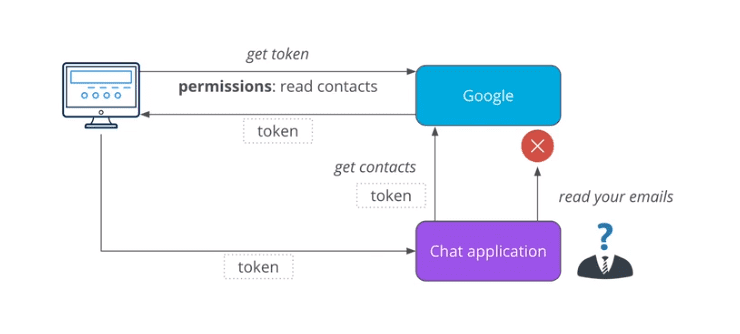 get token
permissions: read contacts
Google
token
get contacts
token
read your emails
?
Chat application
token